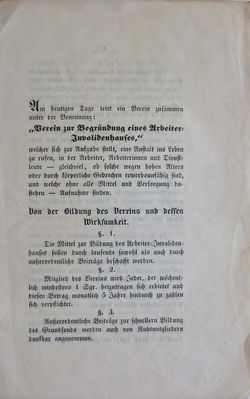 Am heutigen Tage tritt ein Verein zusammen
unter der Benennung:
„Verein zur Begründung eines Arbeiter-
Invalidenhauses,“
welcher sich zur Aufgabe stellt, eine Anstalt ins Leben
zu rufen, in der Arbeiter, Arbeiterinnen und Dienst-
leute — gleichviel, ob solche wegen hohen Alters
oder durch körperliche Gebrechen erwerbsunfähig sind,
und welche ohne alle Mittel und Versorgung da-
stehen — Aufnahme finden.
Von der Bildung des Vereins und dessen
Wirksamkeit.
§. 1.
Die Mittel zur Bildung des Arbeiter-Invaliden-
hauses sollen durch laufende sowohl als auch durch
außerordentliche Beiträge beschafft werden.
§. 2.
Mitglied des Vereins wird Jeder, der wöchent-
lich mindestens 1 Sgr. beizutragen sich erbietet und
diesen Betrag monatlich 5 Jahre hindurch zu zahlen
sich verpflichtet.
§. 3.
Außerordentliche Beiträge zur schnellern Bildung
des Grundfonds werden auch von Nichtmitgliedern
dankbar angenommen.